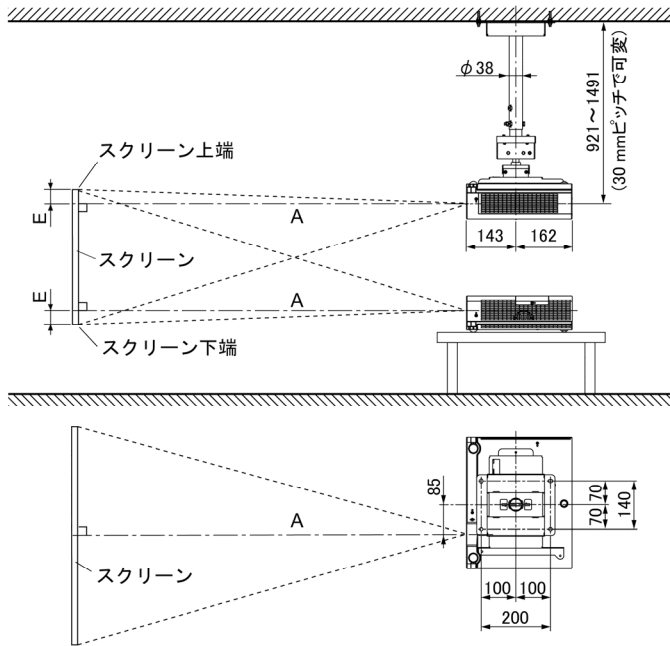 φ38
921～1491
(30 mmピッチで可変)
スクリーン上端
E
A
143
162
スクリーン
E
A
スクリーン下端
85
A
70
70
140
スクリーン
100
100
200